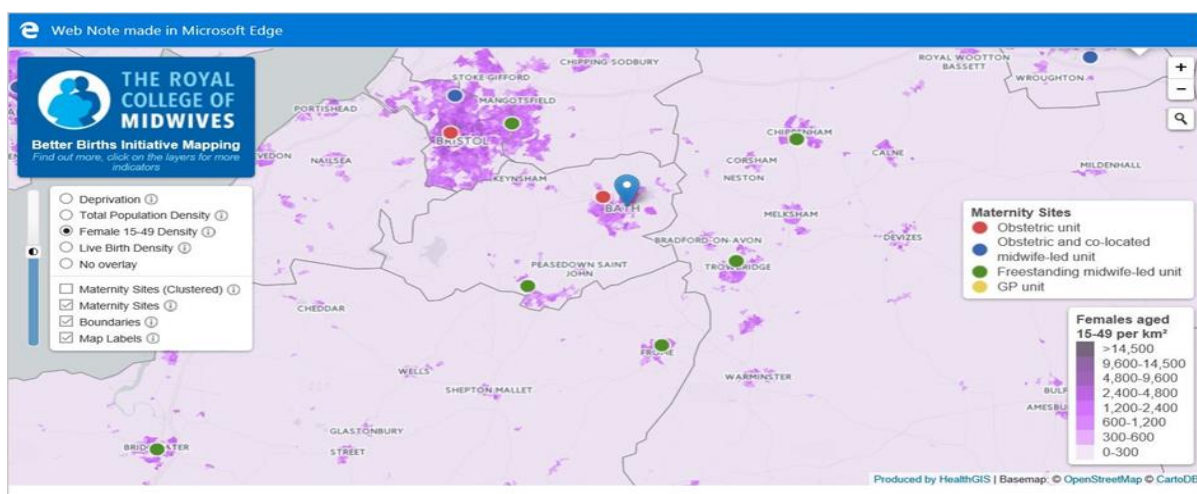 Web Note made in Microsoft Edge
THE ROYAL
COLLEGE OF
MIDWIVES
Better Births Initiative Mapping
Find out more, click on the layers for more
indicators
Deprivation
Total Population Density
Female 15-49 Density
Live Birth Density
No overlay
Maternity Sites (Clustered)
Maternity Sites
Boundaries
Map Labels
CHIPPING SODBURY
ROYAL WOOTTON
BASSETT
WROUGHTON
STOKE GIFFORD
MANGOTSFIELD
PORTISHEAD
BRISTOL
CHIPPENHAM
CALNE
CORSHAM
NESTON
MILDENHALL
EVEDON
NAILSEA
KEYNSHAM
BATH
MELKSHAM
DEVIZES
BRADFORD-ON-AVON
TROWBRIDGE
PEASEDOWN SAINT
JOHN
CHEDDAR
FROME
WELLS
WARMINSTER
SHEPTON MALLET
GLASTONBURY
STREET
AMESBU
+
−
Maternity Sites
Obstetric unit
Obstetric and co-located
midwife-led unit
Freestanding midwife-led unit
GP unit
Females aged
15-49 per km²
>14,500
9,600-14,500
4,800-9,600
2,400-4,800
1,200-2,400
600-1,200
300-600
0-300
Produced by HealthGIS | Basemap: © OpenStreetMap © CartoDB